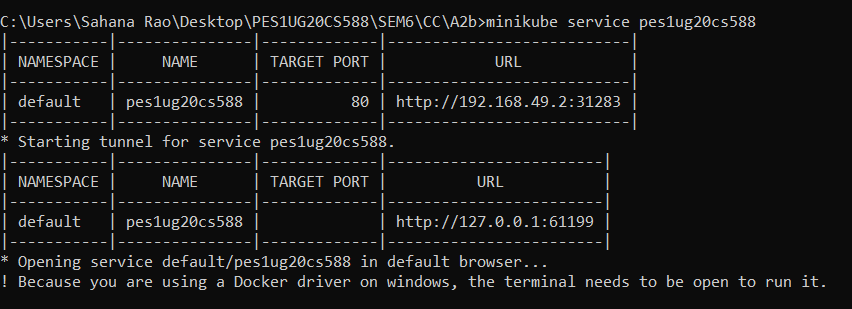 C:\Users\Sahana Rao\Desktop\PES1UG20CS588\SEM6\CC\A2b>minikube service pes1ug20cs588
|-----------|---------------|-------------|---------------------------|
| NAMESPACE |     NAME      | TARGET PORT |            URL            |
|-----------|---------------|-------------|---------------------------|
| default   | pes1ug20cs588 |          80 | http://192.168.49.2:31283 |
|-----------|---------------|-------------|---------------------------|
* Starting tunnel for service pes1ug20cs588.
|-----------|---------------|-------------|------------------------|
| NAMESPACE |     NAME      | TARGET PORT |          URL           |
|-----------|---------------|-------------|------------------------|
| default   | pes1ug20cs588 |             | http://127.0.0.1:61199 |
|-----------|---------------|-------------|------------------------|
* Opening service default/pes1ug20cs588 in default browser...
! Because you are using a Docker driver on windows, the terminal needs to be open to run it.